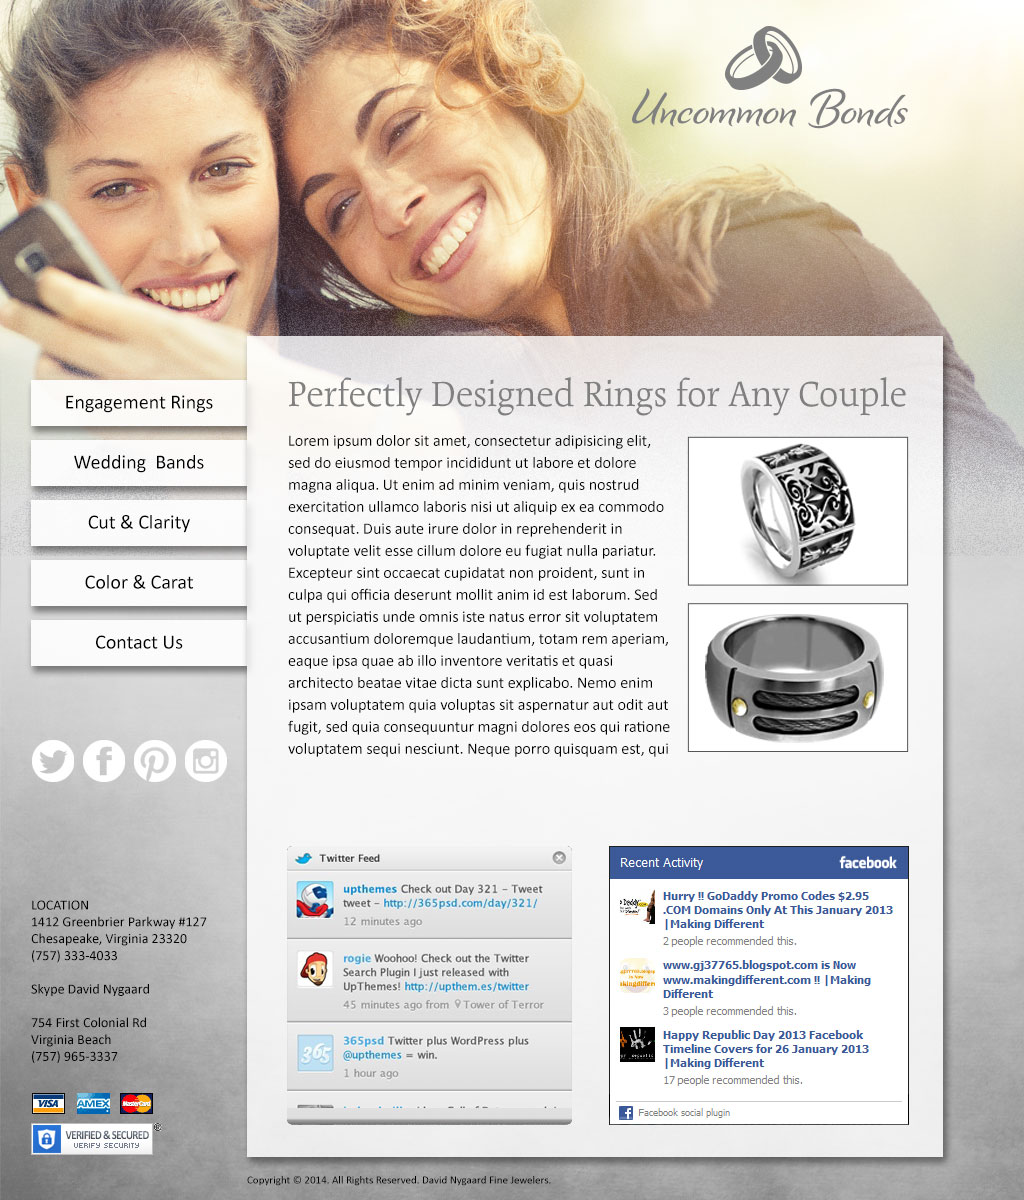 Uncommon Bonds
Engagement Rings
Wedding Bands
Cut & Clarity
Color & Carat
Contact Us
Perfectly Designed Rings for Any Couple
Lorem ipsum dolor sit amet, consectetur adipisicing elit,
sed do eiusmod tempor incididunt ut labore et dolore
magna aliqua. Ut enim ad minim veniam, quis nostrud
exercitation ullamco laboris nisi ut aliquip ex ea commodo
consequat. Duis aute irure dolor in reprehenderit in
voluptate velit esse cillum dolore eu fugiat nulla pariatur.
Excepteur sint occaecat cupidatat non proident, sunt in
culpa qui officia deserunt mollit anim id est laborum. Sed
ut perspiciatis unde omnis iste natus error sit voluptatem
accusantium doloremque laudantium, totam rem aperiam,
eaque ipsa quae ab illo inventore veritatis et quasi
architecto beatae vitae dicta sunt explicabo. Nemo enim
ipsam voluptatem quia voluptas sit aspernatur aut odit aut
fugit, sed quia consequuntur magni dolores eos qui ratione
voluptatem sequi nesciunt. Neque porro quisquam est, qui
Twitter Feed
upthemes Check out Day 321 – Tweet
tweet – http://365psd.com/day/321/
12 minutes ago
rogie Woohoo! Check out the Twitter
Search Plugin I just released with
UpThemes! http://upthem.es/twitter
45 minutes ago from Tower of Terror
365
365psd Twitter plus WordPress plus
@upthemes = win.
1 hour ago
Recent Activity
facebook
Hurry !! GoDaddy Promo Codes $2.95
.COM Domains Only At This January 2013
|Making Different
2 people recommended this.
www.gj37765.blogspot.com is Now
www.makingdifferent.com !! |Making
Different
3 people recommended this.
Happy Republic Day 2013 Facebook
Timeline Covers for 26 January 2013
|Making Different
17 people recommended this.
Facebook social plugin
LOCATION
1412 Greenbrier Parkway #127
Chesapeake, Virginia 23320
(757) 333-4033
Skype David Nygaard
754 First Colonial Rd
Virginia Beach
(757) 965-3337
VISA
AMEX
MasterCard
VERIFIED & SECURED
VERIFY SECURITY
Copyright © 2014. All Rights Reserved. David Nygaard Fine Jewelers.